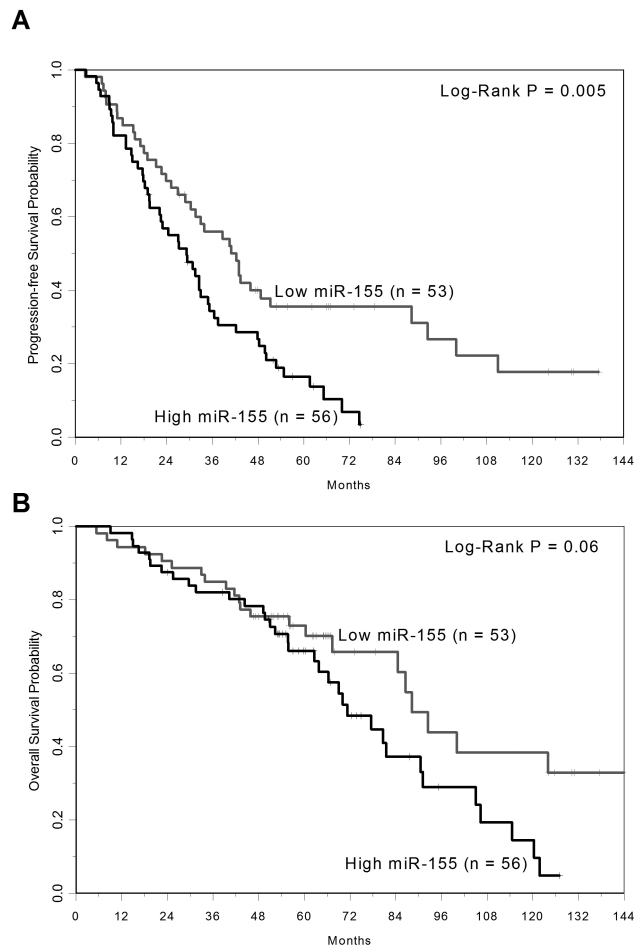 A
1.0
Log-Rank P = 0.005
0.8
0.6
Progression-free Survival Probability
0.4
Low miR-155 (n = 53)
0.2
High miR-155 (n = 56)
0.0
0 12 24 36 48 60 72 84 96 108 120 132 144
Months
B
1.0
Log-Rank P = 0.06
0.8
Low miR-155 (n = 53)
0.6
Overall Survival Probability
0.4
0.2
High miR-155 (n = 56)
0.0
0 12 24 36 48 60 72 84 96 108 120 132 144
Months